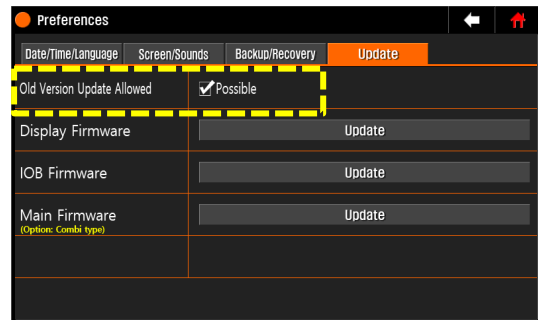 Preferences
Date/Time/Language Screen/Sounds Backup/Recovery Update
Old Version Update Allowed Possible
Display Firmware Update
IOB Firmware Update
Main Firmware Update
(Option: Combi type)